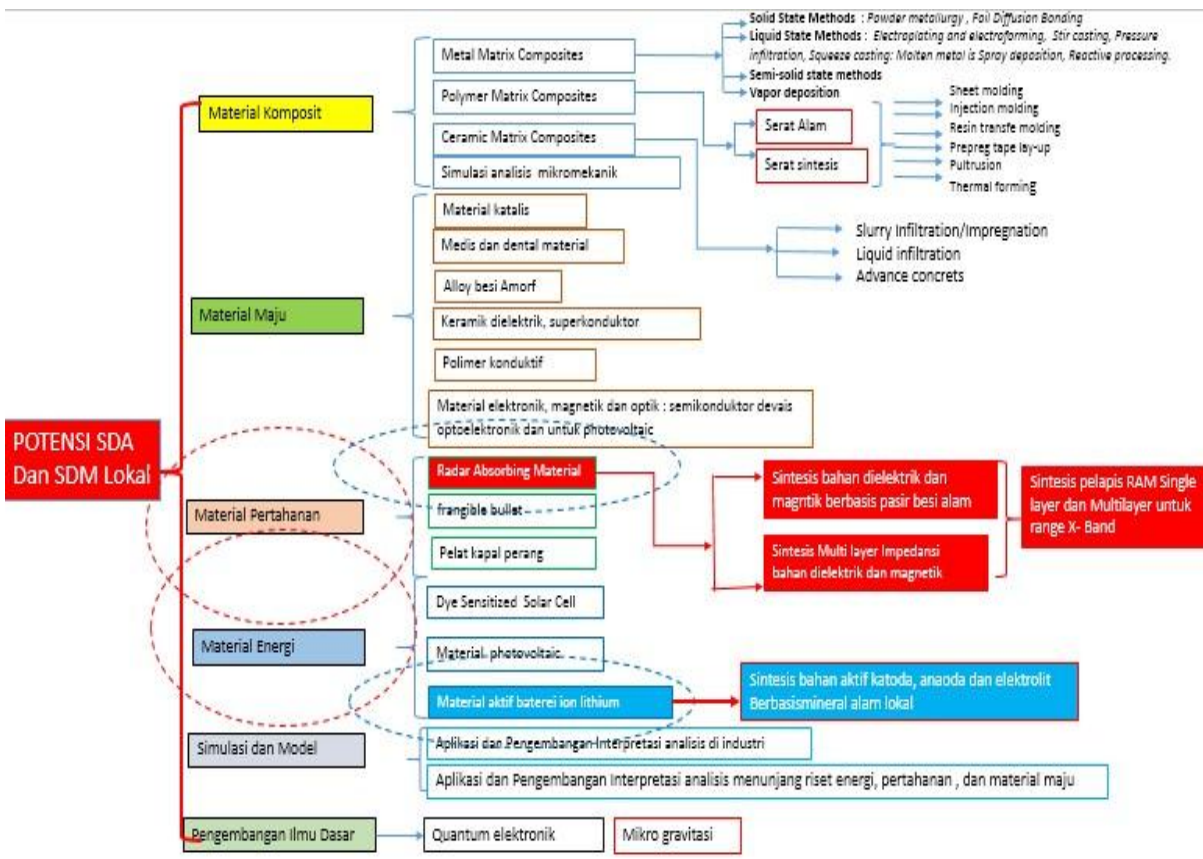 Solid State Methods : Powder metallurgy , Foil Diffusion Bonding
Liquid State Methods : Electroplating and electroforming, Stir casting, Pressure
infiltration, Squeeze casting: Molten metal is Spray deposition, Reactive processing.
Semi-solid state methods
Vapor deposition
Metal Matrix Composites
Polymer Matrix Composites
Ceramic Matrix Composites
Simulasi analisis mikromekanik
Material Komposit
Serat Alam
Serat sintesis
Sheet molding
Injection molding
Resin transfe molding
Prepreg tape lay-up
Pultrusion
Thermal forming
Slurry Infiltration/Impregnation
Liquid infiltration
Advance concrets
Material katalis
Medis dan dental material
Alloy besi Amorf
Keramik dielektrik, superkonduktor
Polimer konduktif
Material elektronik, magnetik dan optik : semikonduktor devais
optoelektronik dan untuk photovoltaic
Material Maju
POTENSI SDA
Dan SDM Lokal
Material Pertahanan
Radar Absorbing Material
frangible bullet
Pelat kapal perang
Sintesis bahan dielektrik dan
magntik berbasis pasir besi alam
Sintesis Multi layer Impedansi
bahan dielektrik dan magnetik
Sintesis pelapis RAM Single
layer dan Multilayer untuk
range X- Band
Material Energi
Dye Sensitized Solar Cell
Material photovoltaic.
Material aktif baterei ion lithium
Sintesis bahan aktif katoda, anaoda dan elektrolit
Berbasismineral alam lokal
Simulasi dan Model
Aplikasi dan Pengembangan Interpretasi analisis di industri
Aplikasi dan Pengembangan Interpretasi analisis menunjang riset energi, pertahanan , dan material maju
Pengembangan Ilmu Dasar
Quantum elektronik
Mikro gravitasi